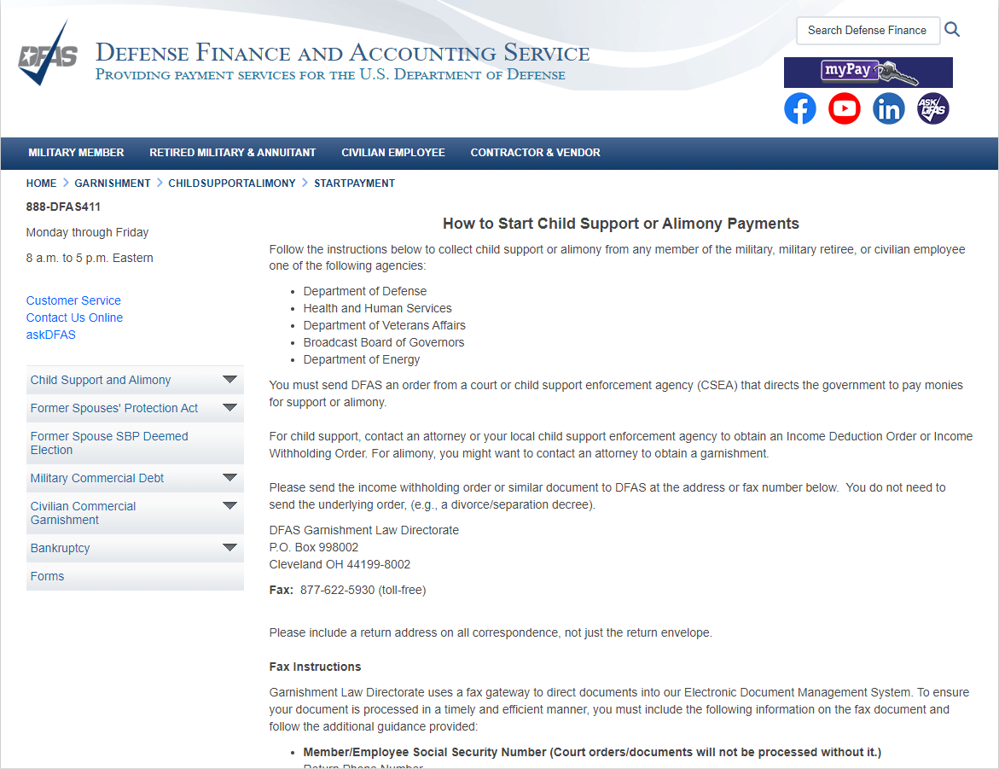 DFAS
DEFENSE FINANCE AND ACCOUNTING SERVICE
PROVIDING PAYMENT SERVICES FOR THE U.S. DEPARTMENT OF DEFENSE
Search Defense Finance
myPay
ASK DFAS
MILITARY MEMBER
RETIRED MILITARY & ANNUITANT
CIVILIAN EMPLOYEE
CONTRACTOR & VENDOR
HOME > GARNISHMENT > CHILDSUPPORTALIMONY > STARTPAYMENT
888-DFAS411
Monday through Friday
8 a.m. to 5 p.m. Eastern
Customer Service
Contact Us Online
askDFAS
Child Support and Alimony
Former Spouses' Protection Act
Former Spouse SBP Deemed
Election
Military Commercial Debt
Civilian Commercial
Garnishment
Bankruptcy
Forms
How to Start Child Support or Alimony Payments
Follow the instructions below to collect child support or alimony from any member of the military, military retiree, or civilian employee
one of the following agencies:
• Department of Defense
• Health and Human Services
• Department of Veterans Affairs
• Broadcast Board of Governors
• Department of Energy
You must send DFAS an order from a court or child support enforcement agency (CSEA) that directs the government to pay monies
for support or alimony.
For child support, contact an attorney or your local child support enforcement agency to obtain an Income Deduction Order or Income
Withholding Order. For alimony, you might want to contact an attorney to obtain a garnishment.
Please send the income withholding order or similar document to DFAS at the address or fax number below.  You do not need to
send the underlying order, (e.g., a divorce/separation decree).
DFAS Garnishment Law Directorate
P.O. Box 998002
Cleveland OH 44199-8002
Fax:  877-622-5930 (toll-free)
Please include a return address on all correspondence, not just the return envelope.
Fax Instructions
Garnishment Law Directorate uses a fax gateway to direct documents into our Electronic Document Management System. To ensure
your document is processed in a timely and efficient manner, you must include the following information on the fax document and
follow the additional guidance provided:
• Member/Employee Social Security Number (Court orders/documents will not be processed without it.)
Return Phone Number